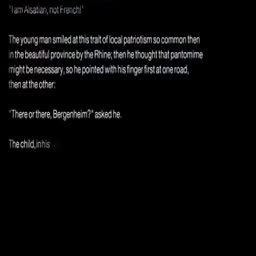 "I am Alsatian, not French!"
The young man smiled at this trait of local patriotism so common then
in the beautiful province by the Rhine; then he thought that pantomime
might be necessary, so he pointed with his finger first at one road,
then at the other.
"There or there, Bergenheim?" asked he.
The child, in his